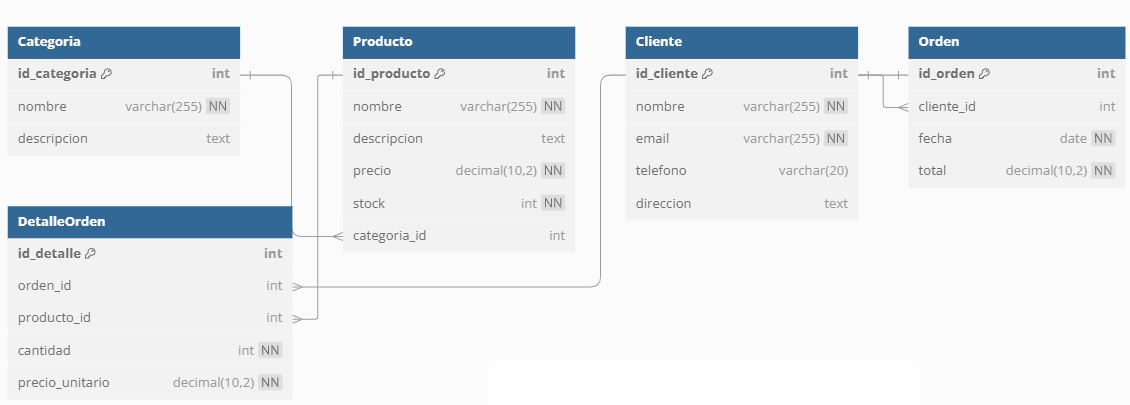 Categoria
id_categoria int
nombre varchar(255) NN
descripcion text
Producto
id_producto int
nombre varchar(255) NN
descripcion text
precio decimal(10,2) NN
stock int NN
categoria_id int
Cliente
id_cliente int
nombre varchar(255) NN
email varchar(255) NN
telefono varchar(20)
direccion text
Orden
id_orden int
cliente_id int
fecha date NN
total decimal(10,2) NN
DetalleOrden
id_detalle int
orden_id int
producto_id int
cantidad int NN
precio_unitario decimal(10,2) NN